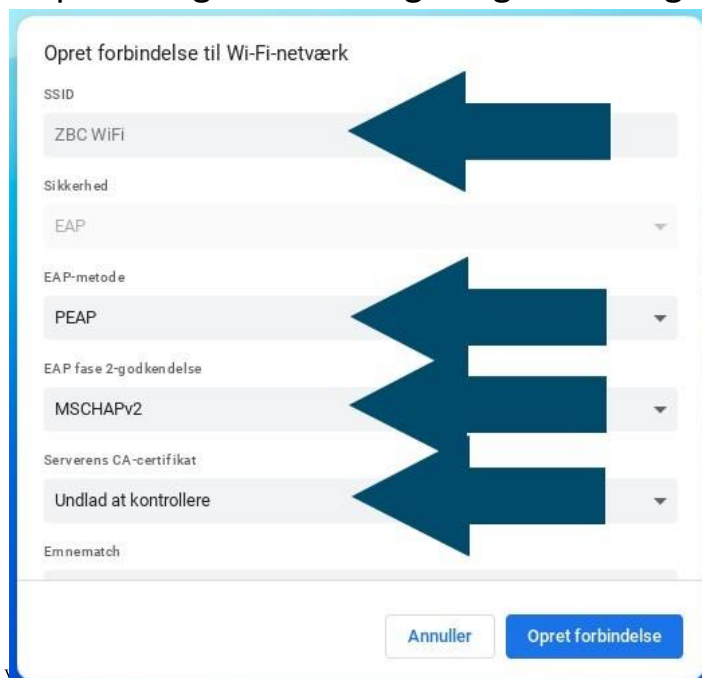 Opret forbindelse til Wi-Fi-netværk
SSID
ZBC WiFi
Sikkerhed
EAP
EAP-metode
PEAP
EAP fase 2-godkendelse
MSCHAPv2
Serverens CA-certifikat
Undlad at kontrollere
Emnematch
Annuller
Opret forbindelse